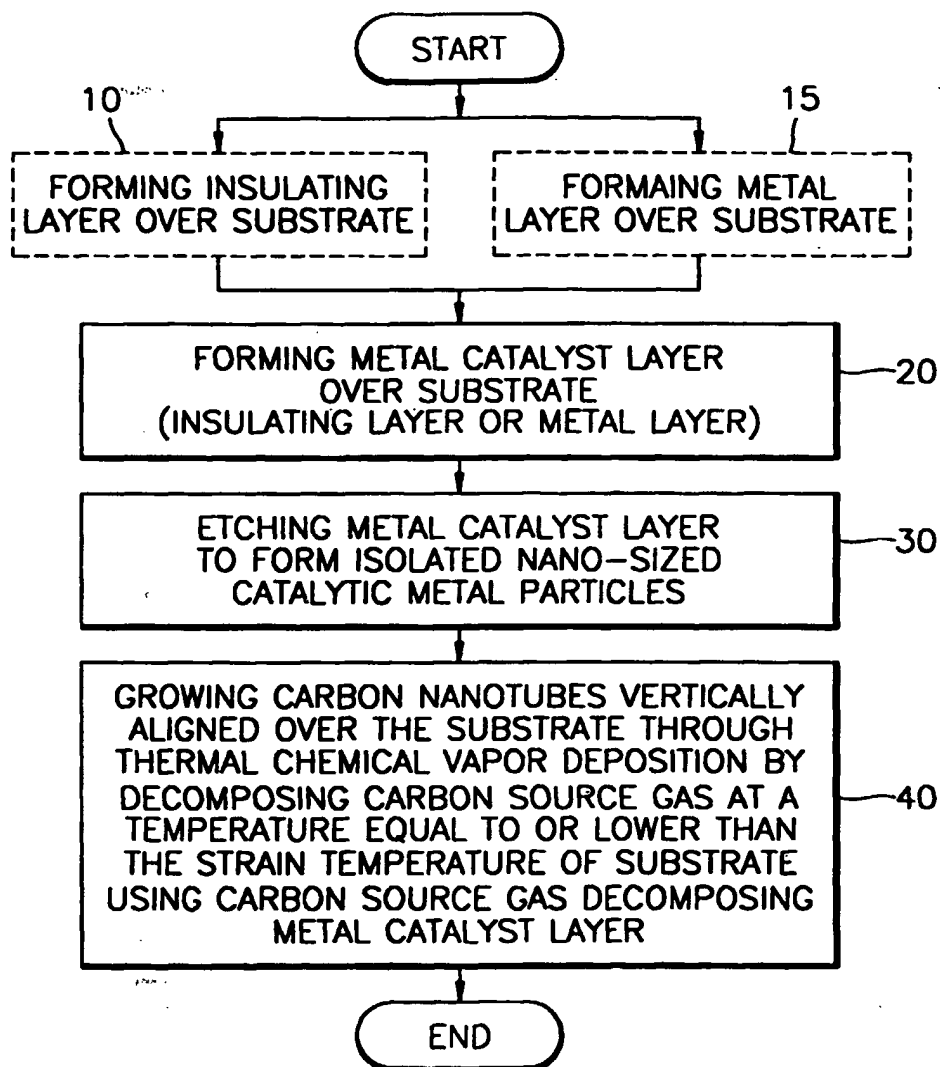 START
10
15
FORMING INSULATING
LAYER OVER SUBSTRATE
FORMAING METAL
LAYER OVER SUBSTRATE
FORMING METAL CATALYST LAYER
OVER SUBSTRATE
(INSULATING LAYER OR METAL LAYER)
20
ETCHING METAL CATALYST LAYER
TO FORM ISOLATED NANO-SIZED
CATALYTIC METAL PARTICLES
30
GROWING CARBON NANOTUBES VERTICALLY
ALIGNED OVER THE SUBSTRATE THROUGH
THERMAL CHEMICAL VAPOR DEPOSITION BY
DECOMPOSING CARBON SOURCE GAS AT A
TEMPERATURE EQUAL TO OR LOWER THAN
THE STRAIN TEMPERATURE OF SUBSTRATE
USING CARBON SOURCE GAS DECOMPOSING
METAL CATALYST LAYER
40
END